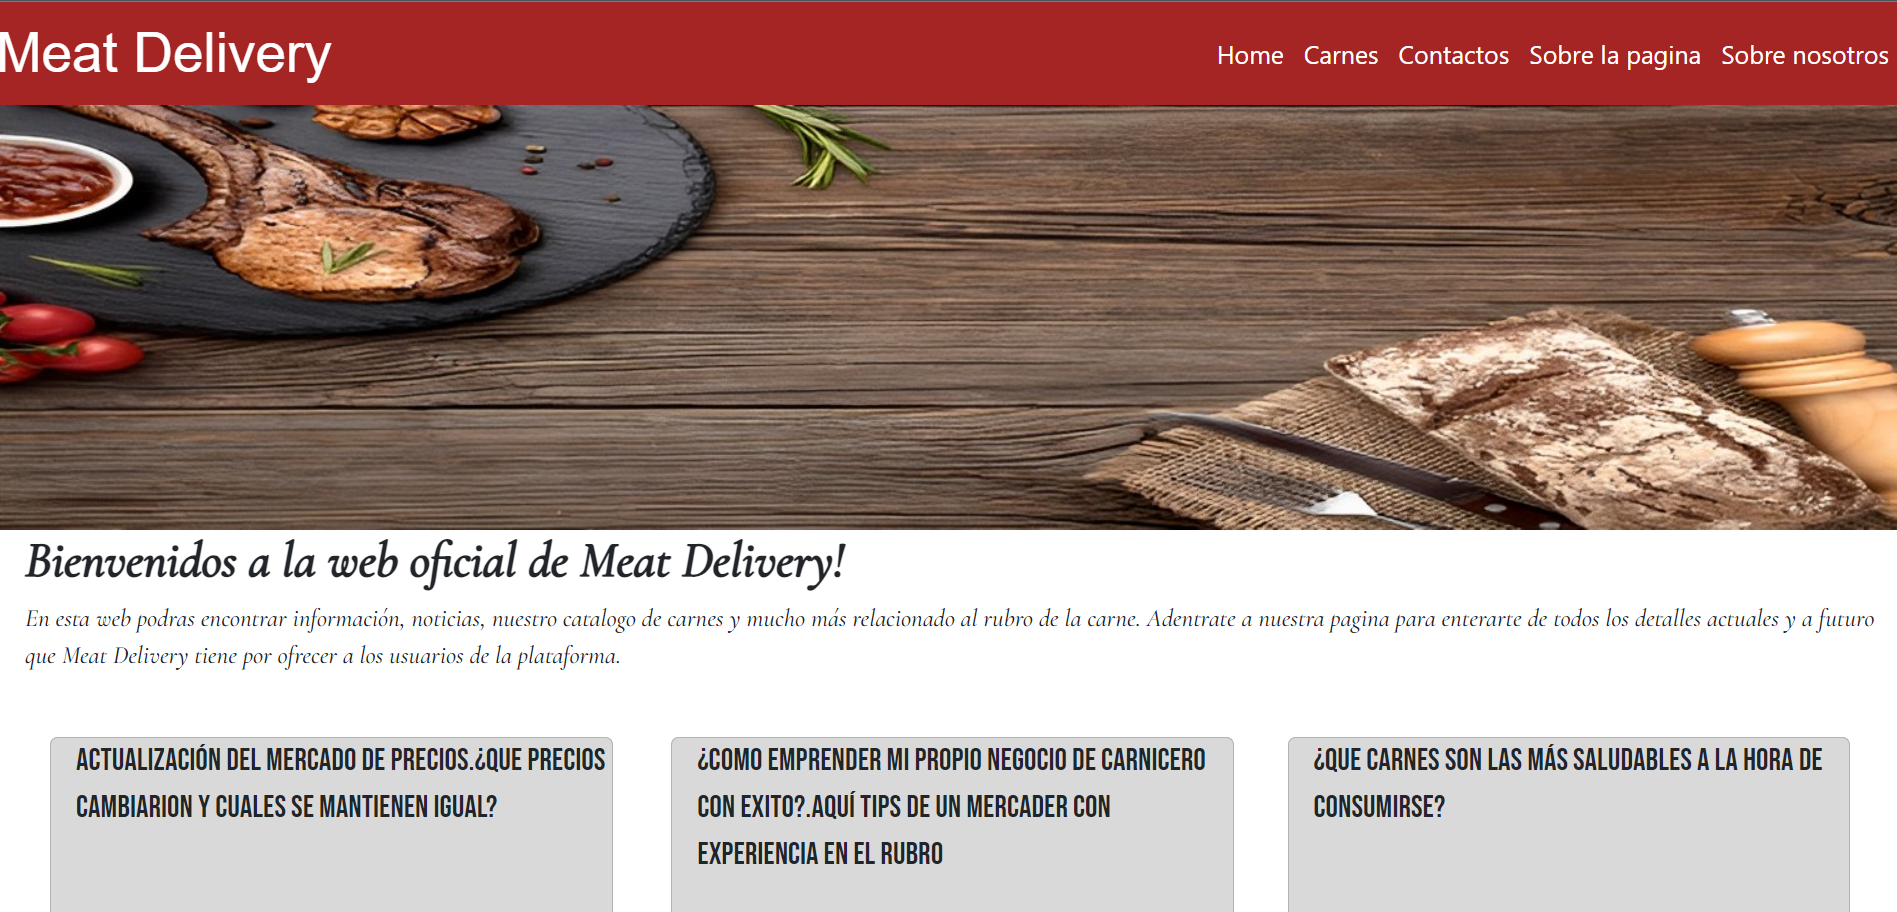 Meat Delivery
Home Carnes Contactos Sobre la pagina Sobre nosotros
Bienvenidos a la web oficial de Meat Delivery!
En esta web podras encontrar información, noticias, nuestro catalogo de carnes y mucho más relacionado al rubro de la carne. Adentrate a nuestra pagina para enterarte de todos los detalles actuales y a futuro
que Meat Delivery tiene por ofrecer a los usuarios de la plataforma.
ACTUALIZACIÓN DEL MERCADO DE PRECIOS.¿QUE PRECIOS
CAMBIARION Y CUALES SE MANTIENEN IGUAL?
¿COMO EMPRENDER MI PROPIO NEGOCIO DE CARNICERO
CON EXITO?.AQUÍ TIPS DE UN MERCADER CON
EXPERIENCIA EN EL RUBRO
¿QUE CARNES SON LAS MÁS SALUDABLES A LA HORA DE
CONSUMIRSE?